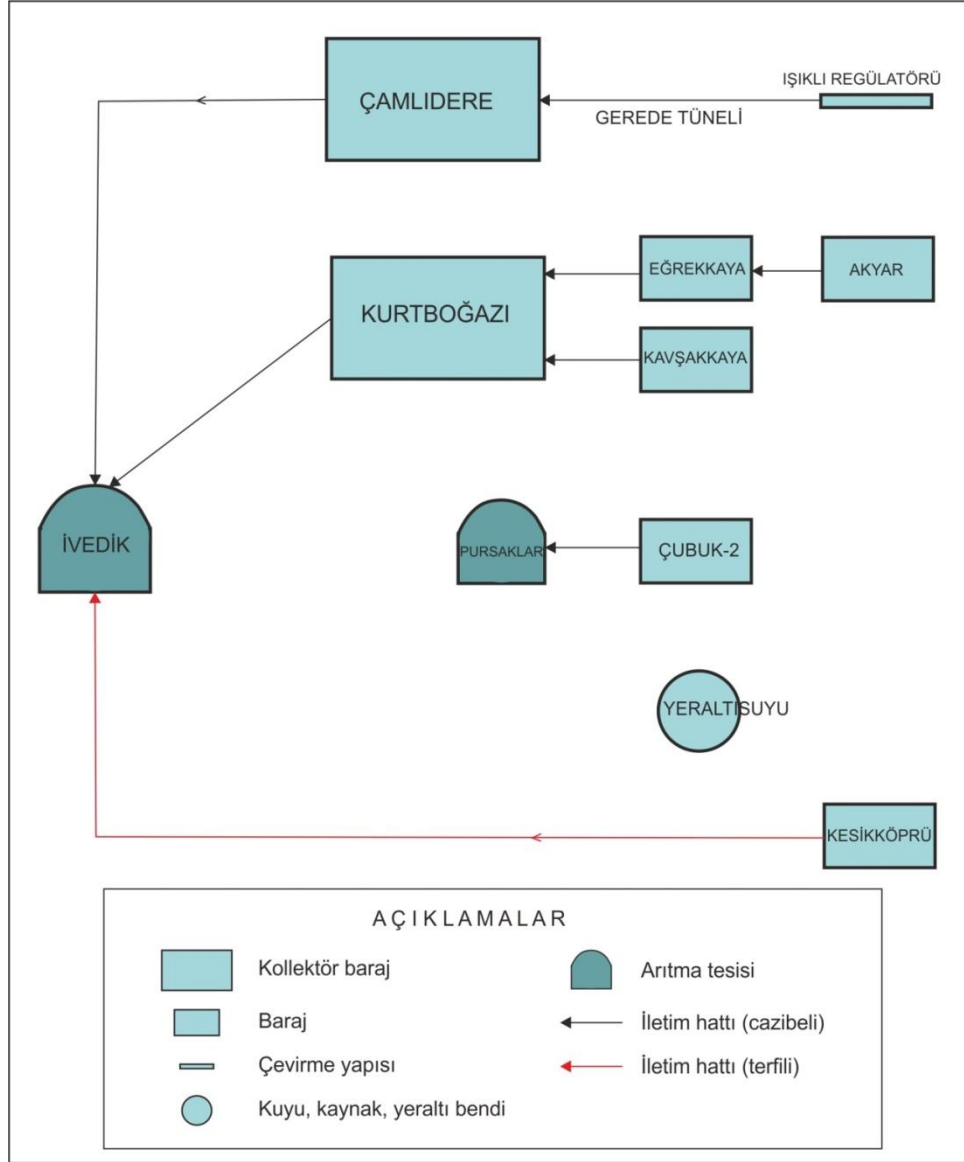 ÇAMLIDERE
IŞIKLI REGÜLATÖRÜ
GEREDE TÜNELİ
KURTBOĞAZI
EĞREKKAYA
AKYAR
KAVŞAKKAYA
İVEDİK
PURSAKLAR
ÇUBUK-2
YERALTISUYU
KESİKKÖPRÜ
AÇIKLAMALAR
Kollektör baraj
Arıtma tesisi
Baraj
İletim hattı (cazibeli)
Çevirme yapısı
İletim hattı (terfili)
Kuyu, kaynak, yeraltı bendi